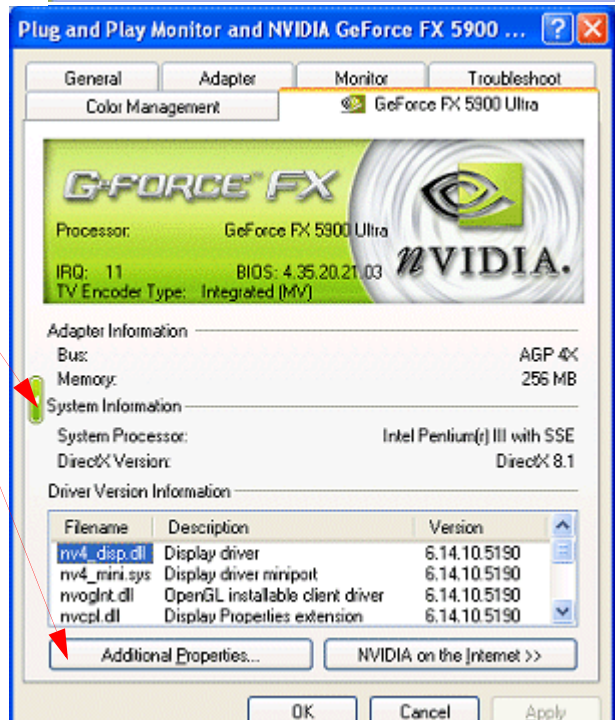 Plug and Play Monitor and NVIDIA GeForce FX 5900 ...
General Adapter Monitor Troubleshoot
Color Management GeForce FX 5900 Ultra
GeFORCE FX
Processor: GeForce FX 5900 Ultra
IRQ: 11 BIOS: 4.35.20.21.03
TV Encoder Type: Integrated (MV)
nVIDIA.
Adapter Information
Bus: AGP 4X
Memory: 256 MB
System Information
System Processor: Intel Pentium(r) III with SSE
DirectX Version: DirectX 8.1
Driver Version Information
Filename Description Version
nv4_disp.dll Display driver 6.14.10.5190
nv4_mini.sys Display driver miniport 6.14.10.5190
nvoglnt.dll OpenGL installable client driver 6.14.10.5190
nvcpl.dll Display Properties extension 6.14.10.5190
Additional Properties... NVIDIA on the Internet >>
OK Cancel Apply